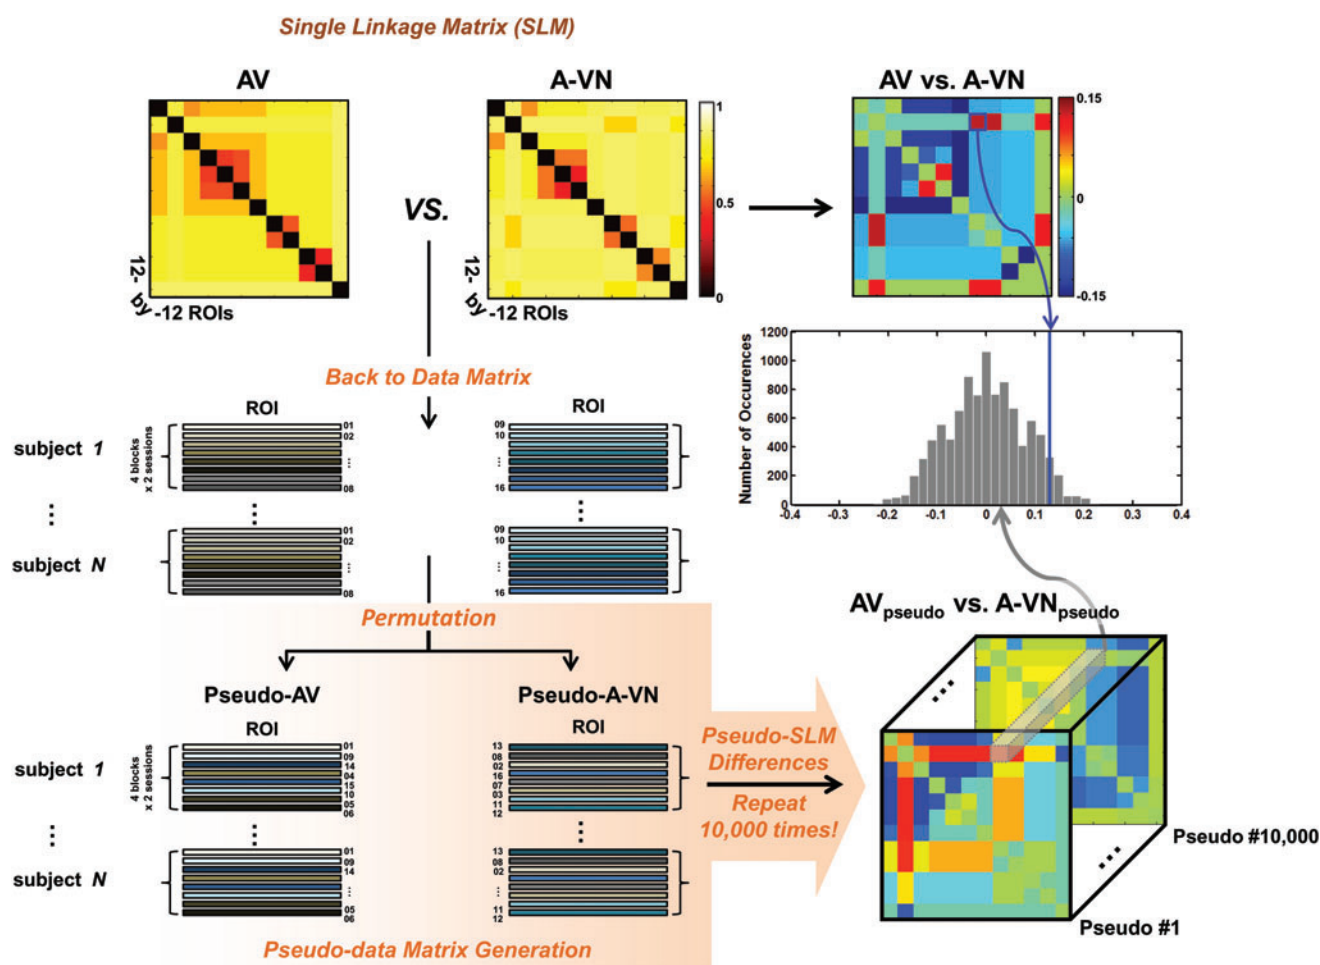 Single Linkage Matrix (SLM)
AV
A-VN
AV vs. A-VN
1
0.5
0
0.15
0
-0.15
VS.
12-
by
-12 ROIs
12-
by
-12 ROIs
Back to Data Matrix
ROI
ROI
subject 1
4 blocks
x 2 sessions
01
02
...
08
09
10
...
16
...
...
...
subject N
01
02
...
08
09
10
...
16
Number of Occurences
1200
1000
800
600
400
200
0
-0.4
-0.3
-0.2
-0.1
0
0.1
0.2
0.3
0.4
Permutation
Pseudo-AV
Pseudo-A-VN
ROI
ROI
subject 1
4 blocks
x 2 sessions
01
09
14
04
15
10
05
06
13
08
02
16
07
03
11
12
...
...
...
subject N
01
09
14
...
05
06
13
08
02
...
11
12
Pseudo-data Matrix Generation
Pseudo-SLM
Differences
Repeat
10,000 times!
AVpseudo vs. A-VNpseudo
...
...
Pseudo #10,000
Pseudo #1